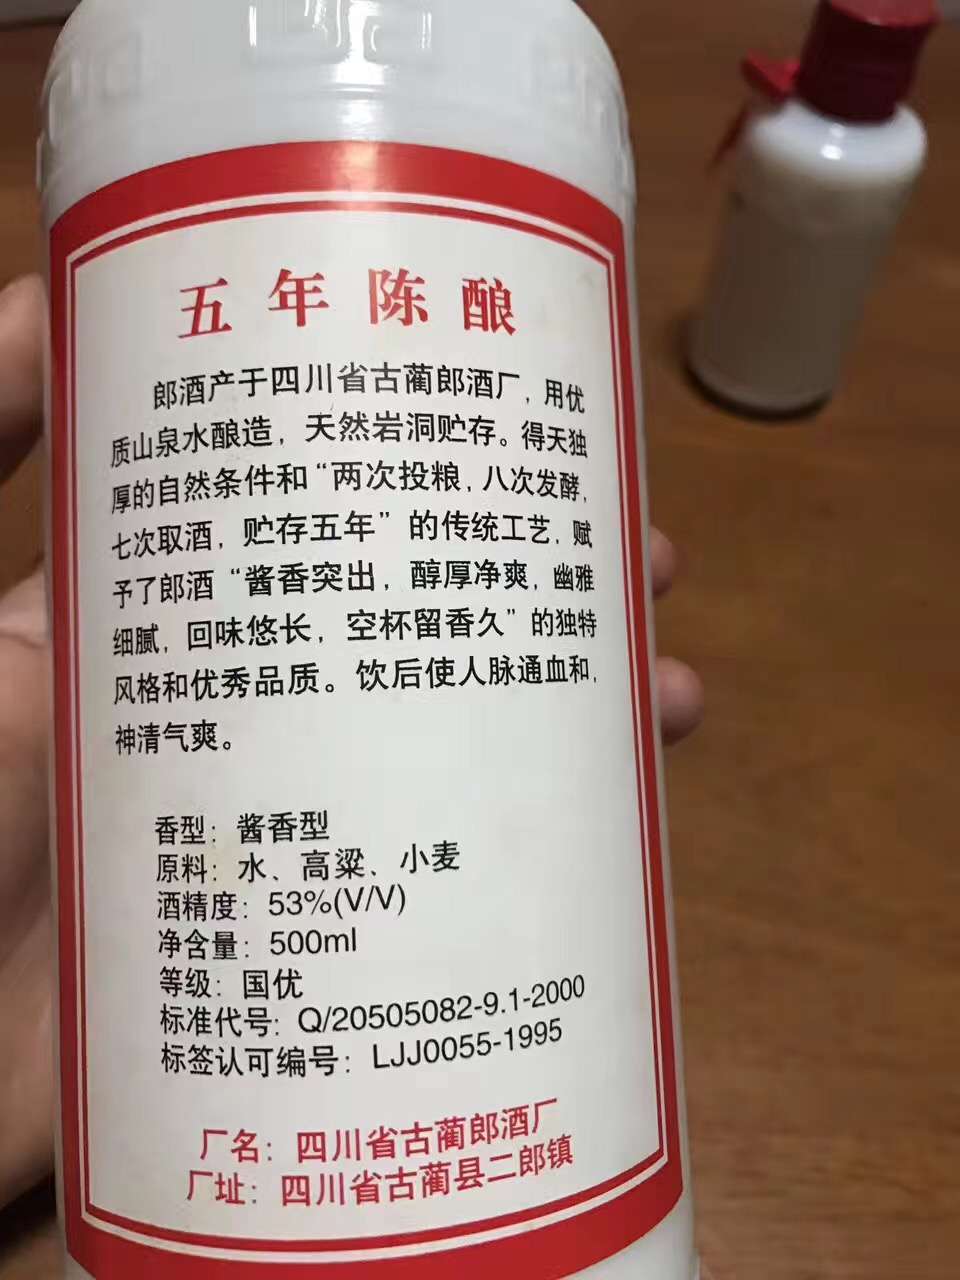 五年陈酿
郎酒产于四川省古蔺郎酒厂,用优
质山泉水酿造,天然岩洞贮存。得天独
厚的自然条件和“两次投粮,八次发酵,
七次取酒,贮存五年”的传统工艺,赋
予了郎酒“酱香突出,醇厚净爽,幽雅
细腻,回味悠长,空杯留香久”的独特
风格和优秀品质。饮后使人脉通血和,
神清气爽。
香型:酱香型
原料:水、高粱、小麦
酒精度:53%(V/V)
净含量:500ml
等级:国优
标准代号:Q/20505082-9.1-2000
标签认可编号:LJJ0055-1995
厂名:四川省古蔺郎酒厂
厂址:四川省古蔺县二郎镇